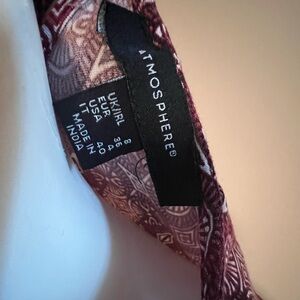 ATMOSPHERE®
UK/IRL 8
EUR 36
USA 4
IT 40
MADE IN
INDIA